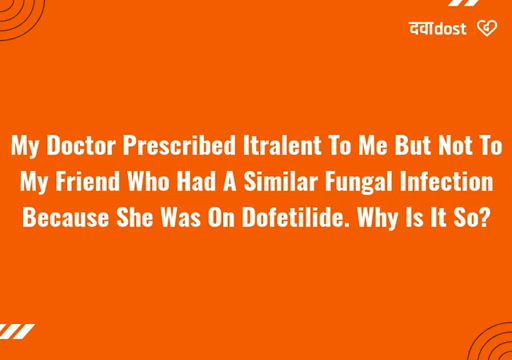 दवाdost
My Doctor Prescribed Itralent To Me But Not To
My Friend Who Had A Similar Fungal Infection
Because She Was On Dofetilide. Why Is It So?